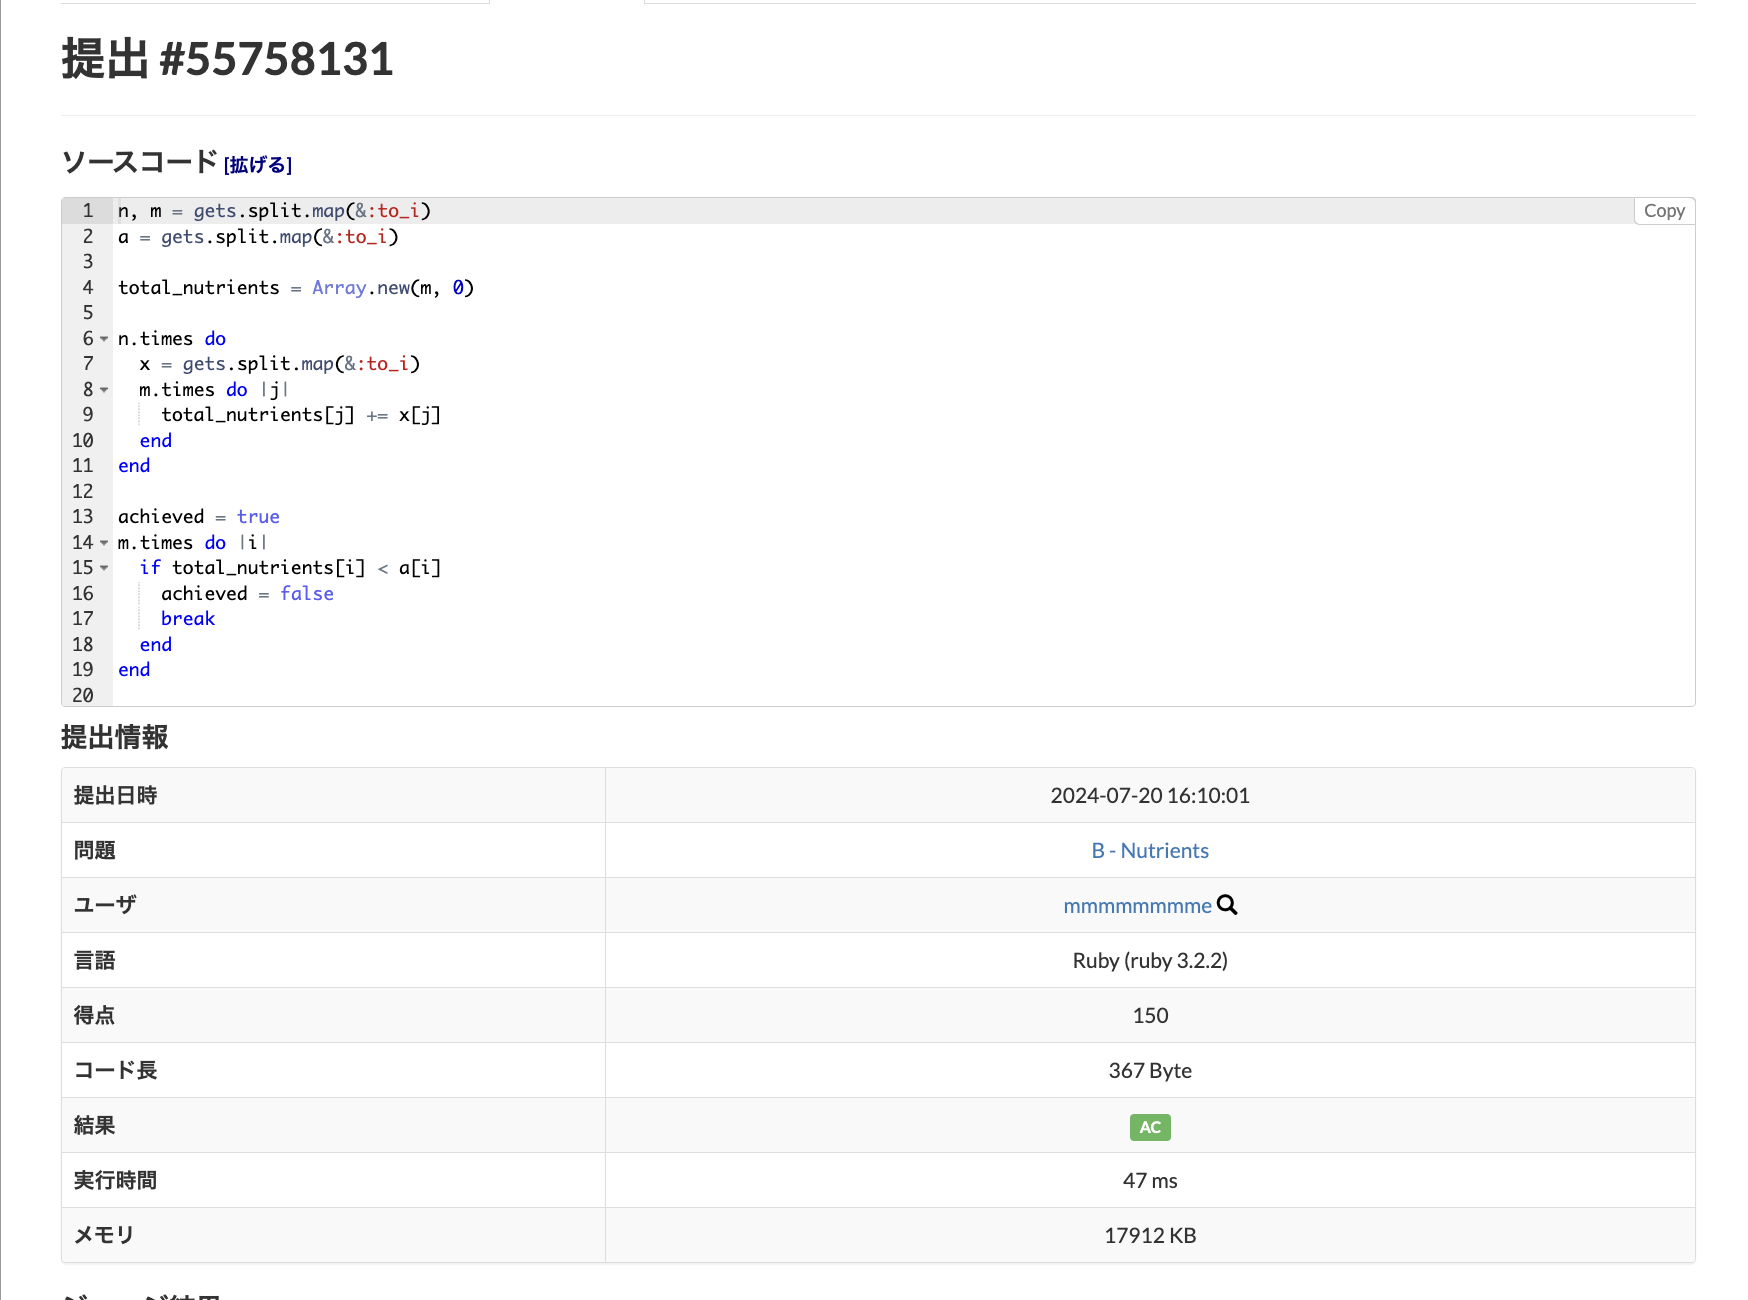 提出 #55758131
ソースコード [拡げる]
Copy
1 n, m = gets.split.map(&:to_i)
2 a = gets.split.map(&:to_i)
3
4 total_nutrients = Array.new(m, 0)
5
6 n.times do
7   x = gets.split.map(&:to_i)
8   m.times do |j|
9     total_nutrients[j] += x[j]
10   end
11 end
12
13 achieved = true
14 m.times do |i|
15   if total_nutrients[i] < a[i]
16     achieved = false
17     break
18   end
19 end
20
提出情報
提出日時 2024-07-20 16:10:01
問題 B - Nutrients
ユーザ mmmmmmmme
言語 Ruby (ruby 3.2.2)
得点 150
コード長 367 Byte
結果 AC
実行時間 47 ms
メモリ 17912 KB